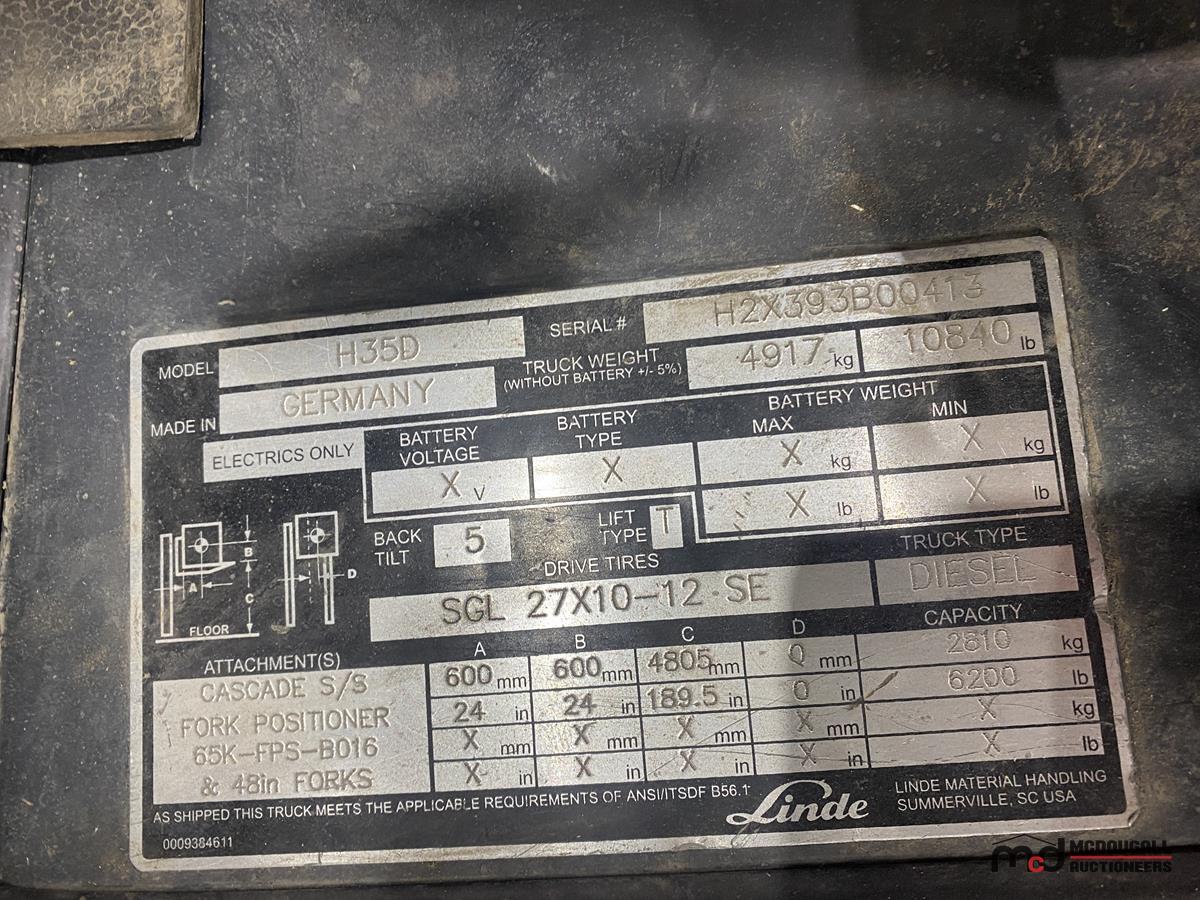 MODEL H35D SERIAL # H2X393B00413
MADE IN GERMANY TRUCK WEIGHT 4917 kg 10840 lb
(WITHOUT BATTERY +/- 5%)
ELECTRICS ONLY BATTERY VOLTAGE BATTERY TYPE BATTERY WEIGHT
MAX MIN
X V X X kg X kg
X lb X lb
BACK TILT 5 LIFT TYPE T TRUCK TYPE
DRIVE TIRES
SGL 27X10-12 SE DIESEL
A B C D
FLOOR
ATTACHMENT(S) A B C D CAPACITY
CASCADE S/S 600 mm 600 mm 4805 mm 0 mm 2810 kg
FORK POSITIONER 24 in 24 in 189.5 in 0 in 6200 lb
65K-FPS-B016 X mm X mm X mm X mm X kg
& 48in FORKS X in X in X in X in X lb
AS SHIPPED THIS TRUCK MEETS THE APPLICABLE REQUIREMENTS OF ANSI/ITSDF B56.1
Linde
LINDE MATERIAL HANDLING
SUMMERVILLE, SC USA
0009384611
mcd MCDOUGALL
AUCTIONEERS